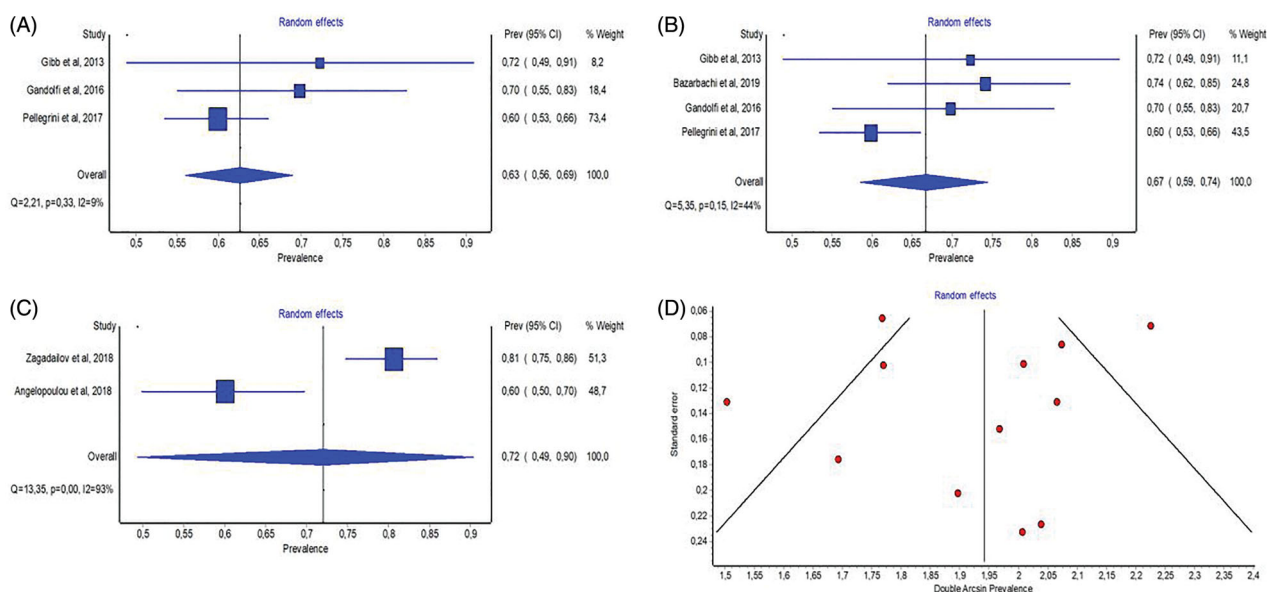 (A)
Random effects
Study Prev (95% CI) % Weight
Gibb et al, 2013 0,72 ( 0,49, 0,91) 8,2
Gandolfi et al, 2016 0,70 ( 0,55, 0,83) 18,4
Pellegrini et al, 2017 0,60 ( 0,53, 0,66) 73,4
Overall 0,63 ( 0,56, 0,69) 100,0
Q=2,21, p=0,33, I2=9%
0,5 0,55 0,6 0,65 0,7 0,75 0,8 0,85 0,9
Prevalence
(B)
Random effects
Study Prev (95% CI) % Weight
Gibb et al, 2013 0,72 ( 0,49, 0,91) 11,1
Bazarbachi et al, 2019 0,74 ( 0,62, 0,85) 24,8
Gandolfi et al, 2016 0,70 ( 0,55, 0,83) 20,7
Pellegrini et al, 2017 0,60 ( 0,53, 0,66) 43,5
Overall 0,67 ( 0,59, 0,74) 100,0
Q=5,35, p=0,15, I2=44%
0,5 0,55 0,6 0,65 0,7 0,75 0,8 0,85 0,9
Prevalence
(C)
Random effects
Study Prev (95% CI) % Weight
Zagadailov et al, 2018 0,81 ( 0,75, 0,86) 51,3
Angelopoulou et al, 2018 0,60 ( 0,50, 0,70) 48,7
Overall 0,72 ( 0,49, 0,90) 100,0
Q=13,35, p=0,00, I2=93%
0,5 0,55 0,6 0,65 0,7 0,75 0,8 0,85 0,9
Prevalence
(D)
Random effects
0,06
0,08
0,1
0,12
0,14
0,16
0,18
0,2
0,22
0,24
Standard error
1,5 1,55 1,6 1,65 1,7 1,75 1,8 1,85 1,9 1,95 2 2,05 2,1 2,15 2,2 2,25 2,3 2,35 2,4
Double Arcsin Prevalence